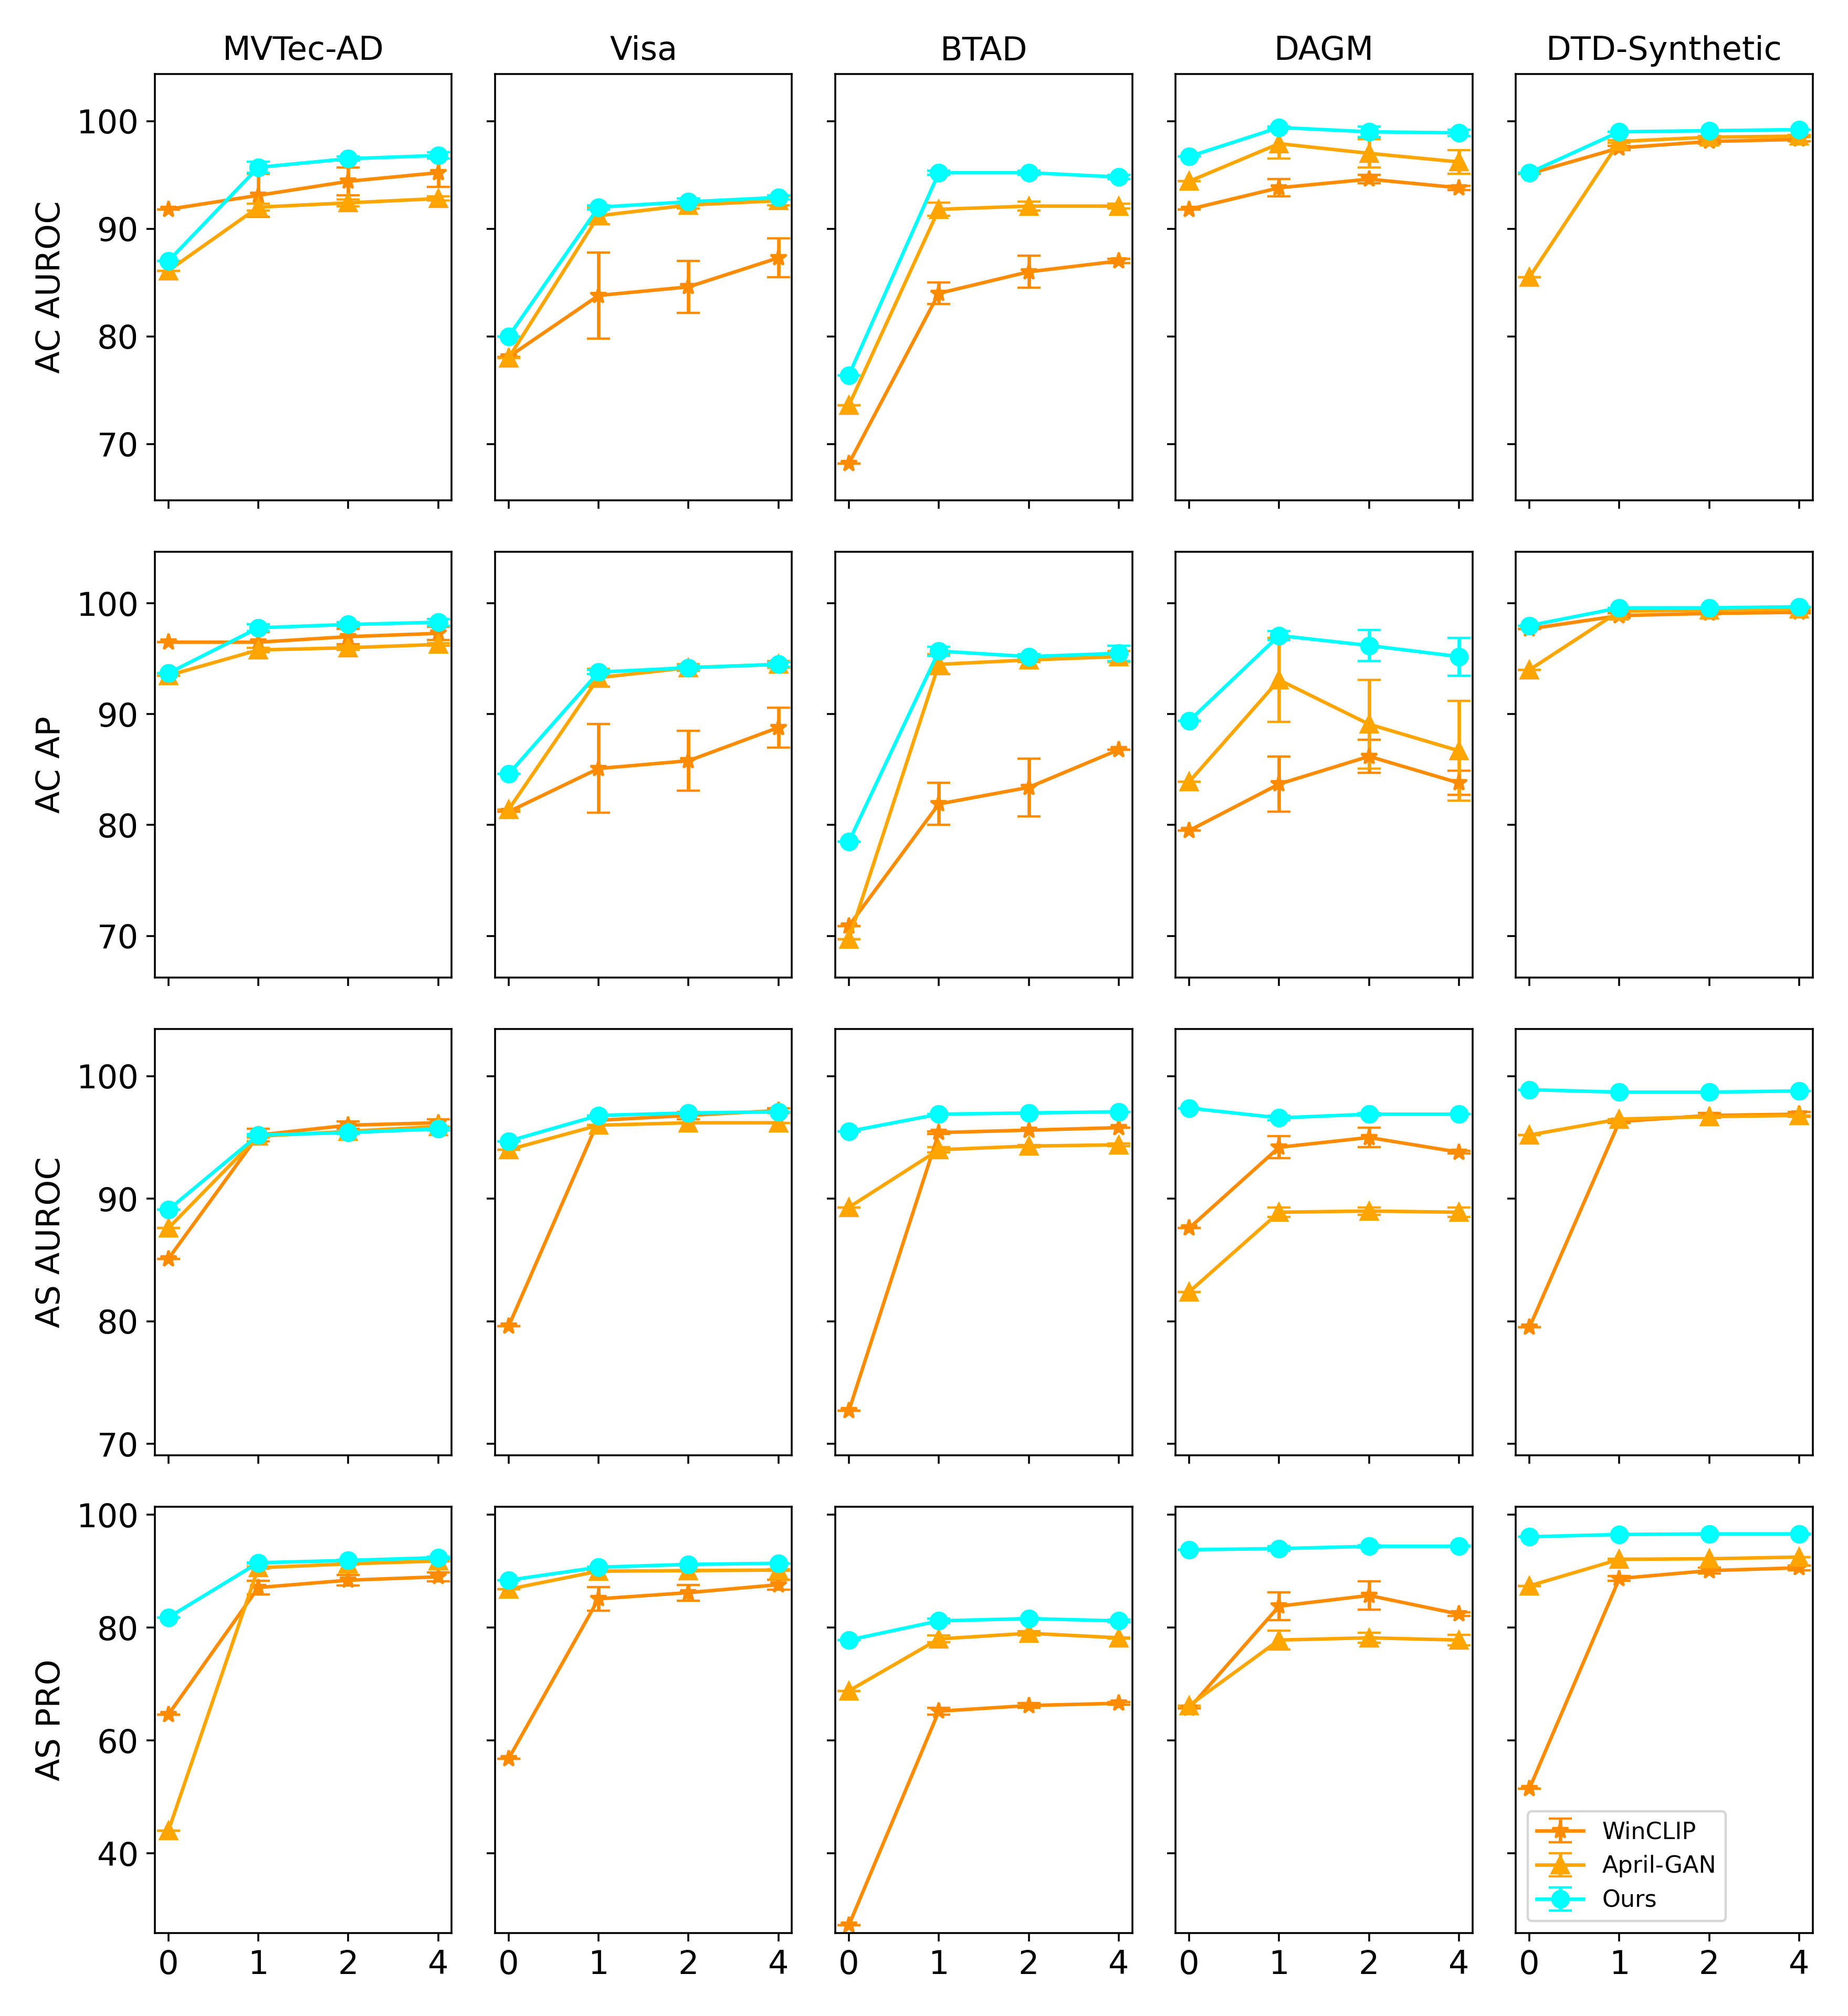 MVTec-AD Visa BTAD DAGM DTD-Synthetic
100
90
80
70
AC AUROC
100
90
80
70
AC AP
100
90
80
70
AS AUROC
100
80
60
40
AS PRO
WinCLIP
April-GAN
Ours
0 1 2 4 0 1 2 4 0 1 2 4 0 1 2 4 0 1 2 4